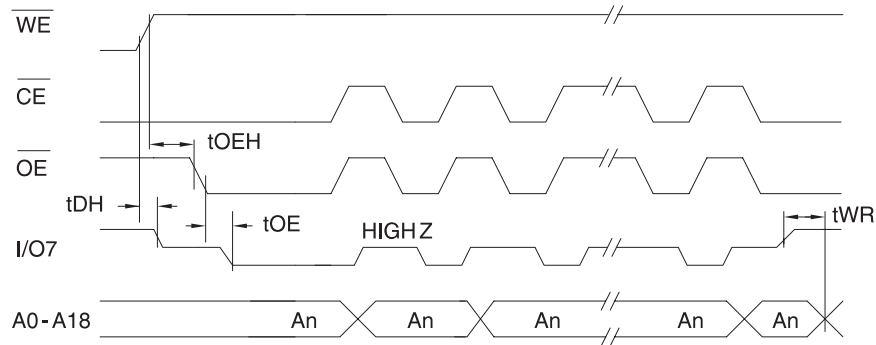 WE
CE
tOEH
OE
tDH
tOE
HIGH Z
tWR
I/O7
A0 - A18
An
An
An
An
An